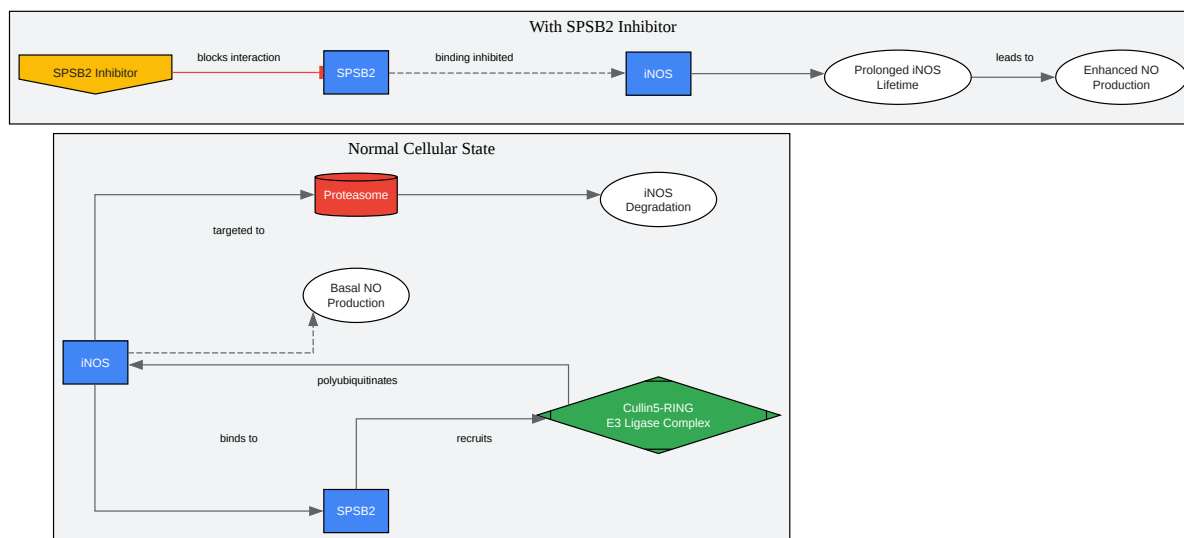 With SPSB2 Inhibitor
SPSB2 Inhibitor
blocks interaction
SPSB2
binding inhibited
iNOS
Prolonged iNOS
Lifetime
leads to
Enhanced NO
Production
Normal Cellular State
Proteasome
iNOS
Degradation
targeted to
Basal NO
Production
iNOS
polyubiquitinates
Cullin5-RING
E3 Ligase Complex
binds to
recruits
SPSB2